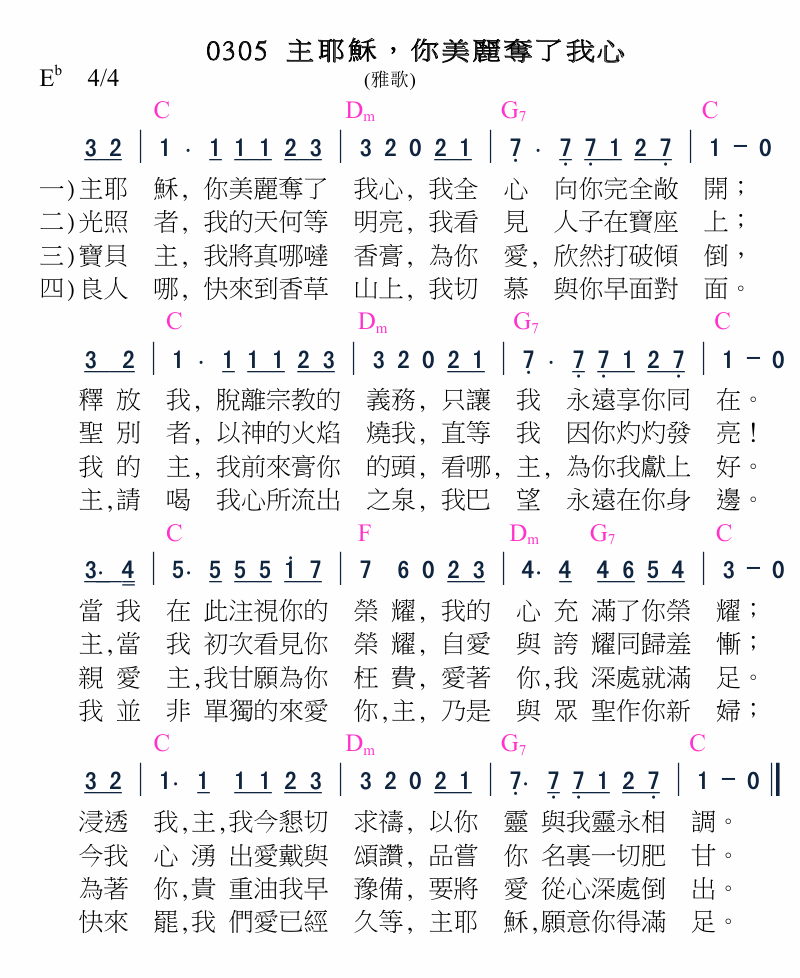 0305 主耶穌，你美麗奪了我心
E♭ 4/4 (雅歌)
C Dm G7 C
3 2 | 1 · 1 1 1 2 3 | 3 2 0 2 1 | 7 · 7 7 1 2 7 | 1 － 0
一）主耶 穌，你美麗奪了 我心，我全 心 向你完全敞 開；
二）光照 者，我的天何等 明亮，我看 見 人子在寶座 上；
三）寶貝 主，我將真哪噠 香膏，為你 愛，欣然打破傾 倒，
四）良人 哪，快來到香草 山上，我切 慕 與你早面對 面。
C Dm G7 C
3 2 | 1 · 1 1 1 2 3 | 3 2 0 2 1 | 7 · 7 7 1 2 7 | 1 － 0
釋 放 我，脫離宗教的 義務，只讓 我 永遠享你同 在。
聖 別 者，以神的火焰 燒我，直等 我 因你灼灼發 亮！
我 的 主，我前來膏你 的頭，看哪，主，為你我獻上 好。
主，請 喝 我心所流出 之泉，我巴 望 永遠在你身 邊。
C F Dm G7 C
3· 4 | 5· 5 5 5 1 7 | 7 6 0 2 3 | 4· 4 4 6 5 4 | 3 － 0
當 我 在 此注視你的 榮 耀，我的 心 充 滿了你榮 耀；
主，當 我 初次看見你 榮 耀，自愛 與 誇 耀同歸羞 慚；
親 愛 主，我甘願為你 枉 費，愛著 你，我 深處就滿 足。
我 並 非 單獨的來愛 你，主，乃是 與 眾 聖作你新 婦；
C Dm G7 C
3 2 | 1· 1 1 1 2 3 | 3 2 0 2 1 | 7· 7 7 1 2 7 | 1 － 0
浸透 我，主，我今懇切 求禱，以你 靈 與我靈永相 調。
今我 心 湧 出愛戴與 頌讚，品嘗 你 名裏一切肥 甘。
為著 你，貴 重油我早 豫備，要將 愛 從心深處倒 出。
快來 罷，我 們愛已經 久等，主耶 穌，願意你得滿 足。